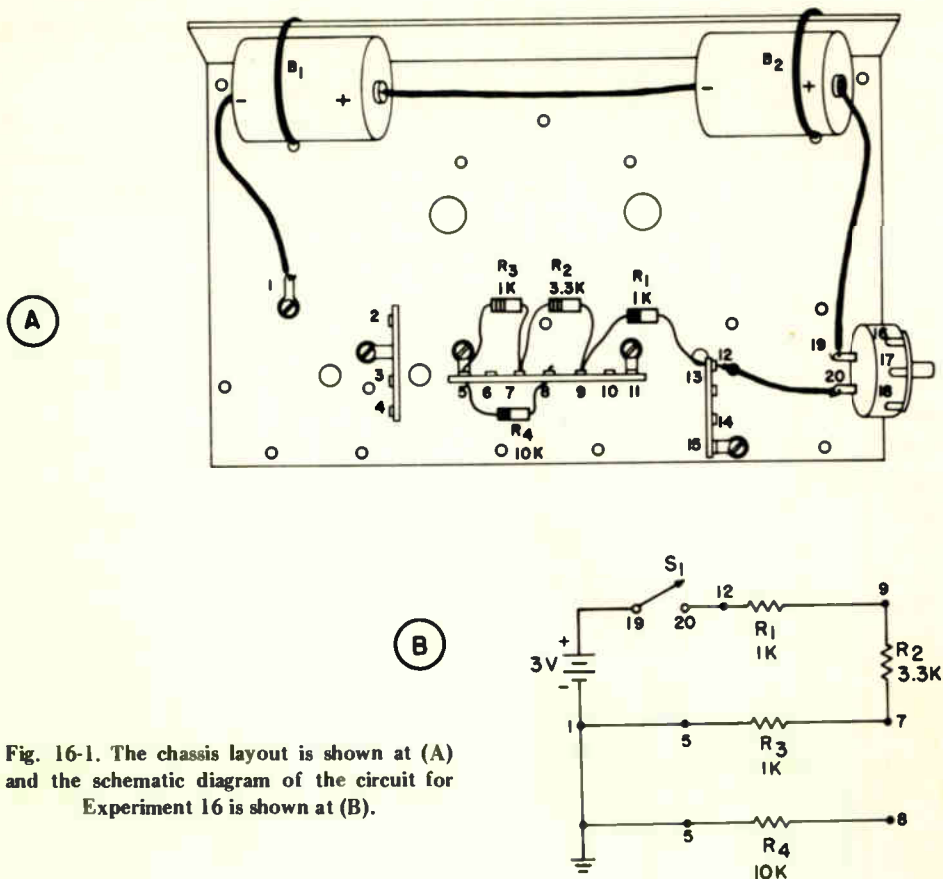 B1
B2
-
+
-
+
1
R3
1K
R2
3.3K
R1
1K
A
2
3
4
5
6
7
8
9
10
11
R4
10K
12
13
14
15
16
17
18
19
20
S1
12
9
19
20
R1
1K
B
+
3V
-
R2
3.3K
1
5
R3
1K
7
5
R4
10K
8
Fig. 16-1. The chassis layout is shown at (A)
and the schematic diagram of the circuit for
Experiment 16 is shown at (B).